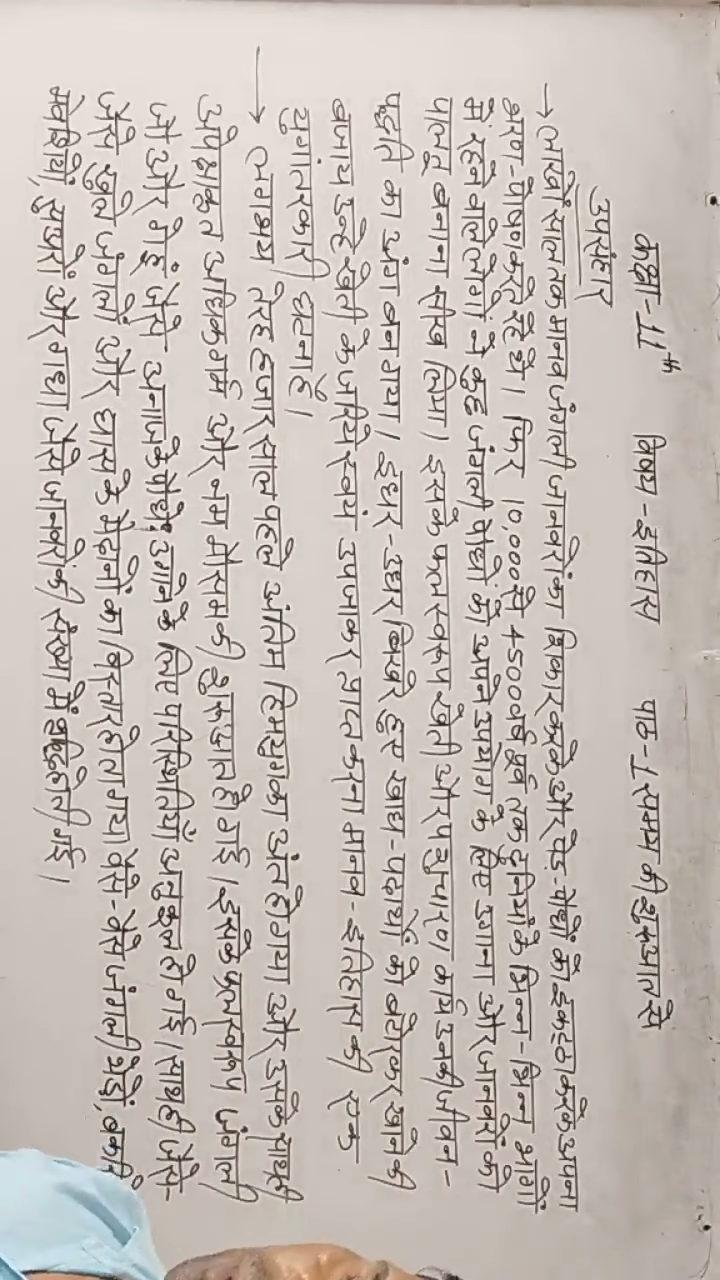 कक्षा-11th विषय-इतिहास पाठ-1 समय की शुरूआत से
उपसंहार
→ लाखों साल तक मानव जंगली जानवरों का शिकार करके और पेड़-पौधों को इकट्ठा करके अपना
भरण-पोषण करते रहे थे। फिर 10,000 से 4500 वर्ष पूर्व तक दुनियाँ के भिन्न-भिन्न भागों
में रहने वाले लोगों ने कुछ जंगली पौधों को अपने उपयोग के लिए उगाना और जानवरों को
पालतू बनाना सीख लिया। इसके फलस्वरूप खेती और पशुचारण कार्य उनकी जीवन-
पद्धति का अंग बन गया। इधर-उधर बिखरे हुए खाद्य-पदार्थों को बटोरकर खाने की
बजाय उन्हें खेती के जरिये स्वयं उपजाकर प्राप्त करना मानव-इतिहास की एक
युगांतरकारी घटना है।
→ लगभग तेरह हजार साल पहले अंतिम हिमयुग का अंत हो गया और उसके साथ ही
अपेक्षाकृत अधिक गर्म और नम मौसम की शुरूआत हो गई। इसके फलस्वरूप जंगली
जौ और गेहूं जैसे अनाज के पौधे उगाने के लिए परिस्थितियाँ अनुकूल हो गई। साथ ही जैसे-
जैसे खुले जंगलों और घास के मैदानों का विस्तार होता गया वैसे-वैसे जंगली भेड़ों,
मवेशियों, सुअरों और गधा जैसे जानवरों की संख्या में वृद्धि होती गई।